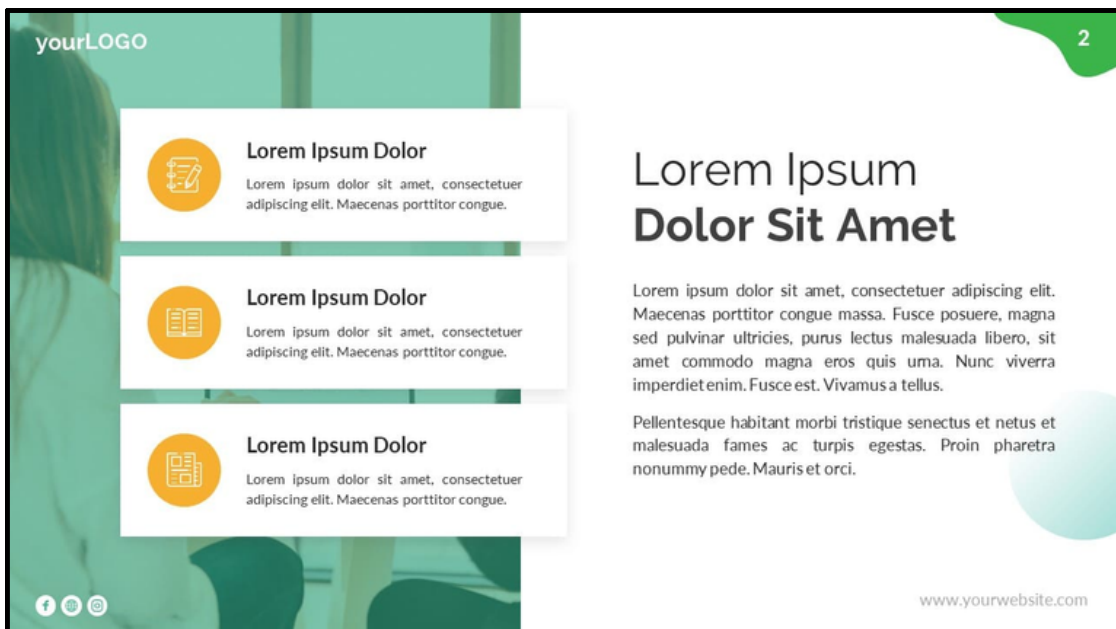 yourLOGO
2
Lorem Ipsum Dolor
Lorem ipsum dolor sit amet, consectetuer
adipiscing elit. Maecenas porttitor congue.
Lorem Ipsum Dolor
Lorem ipsum dolor sit amet, consectetuer
adipiscing elit. Maecenas porttitor congue.
Lorem Ipsum Dolor
Lorem ipsum dolor sit amet, consectetuer
adipiscing elit. Maecenas porttitor congue.
Lorem Ipsum
Dolor Sit Amet
Lorem ipsum dolor sit amet, consectetuer adipiscing elit.
Maecenas porttitor congue massa. Fusce posuere, magna
sed pulvinar ultricies, purus lectus malesuada libero, sit
amet commodo magna eros quis urna. Nunc viverra
imperdiet enim. Fusce est. Vivamus a tellus.
Pellentesque habitant morbi tristique senectus et netus et
malesuada fames ac turpis egestas. Proin pharetra
nonummy pede. Mauris et orci.
www.yourwebsite.com